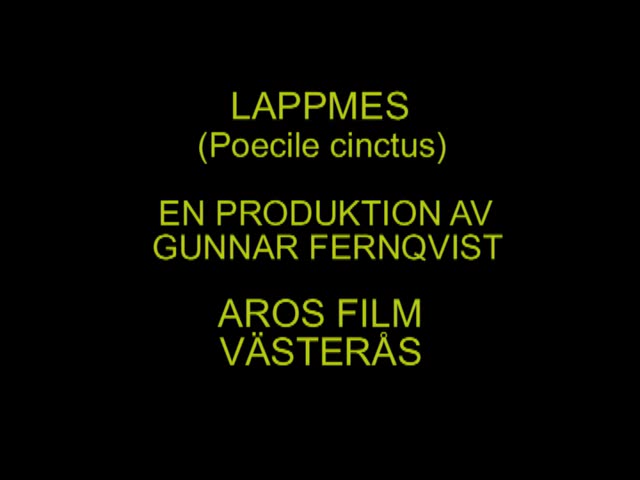 LAPPMES
(Poecile cinctus)
EN PRODUKTION AV
GUNNAR FERNQVIST
AROS FILM
VÄSTERÅS